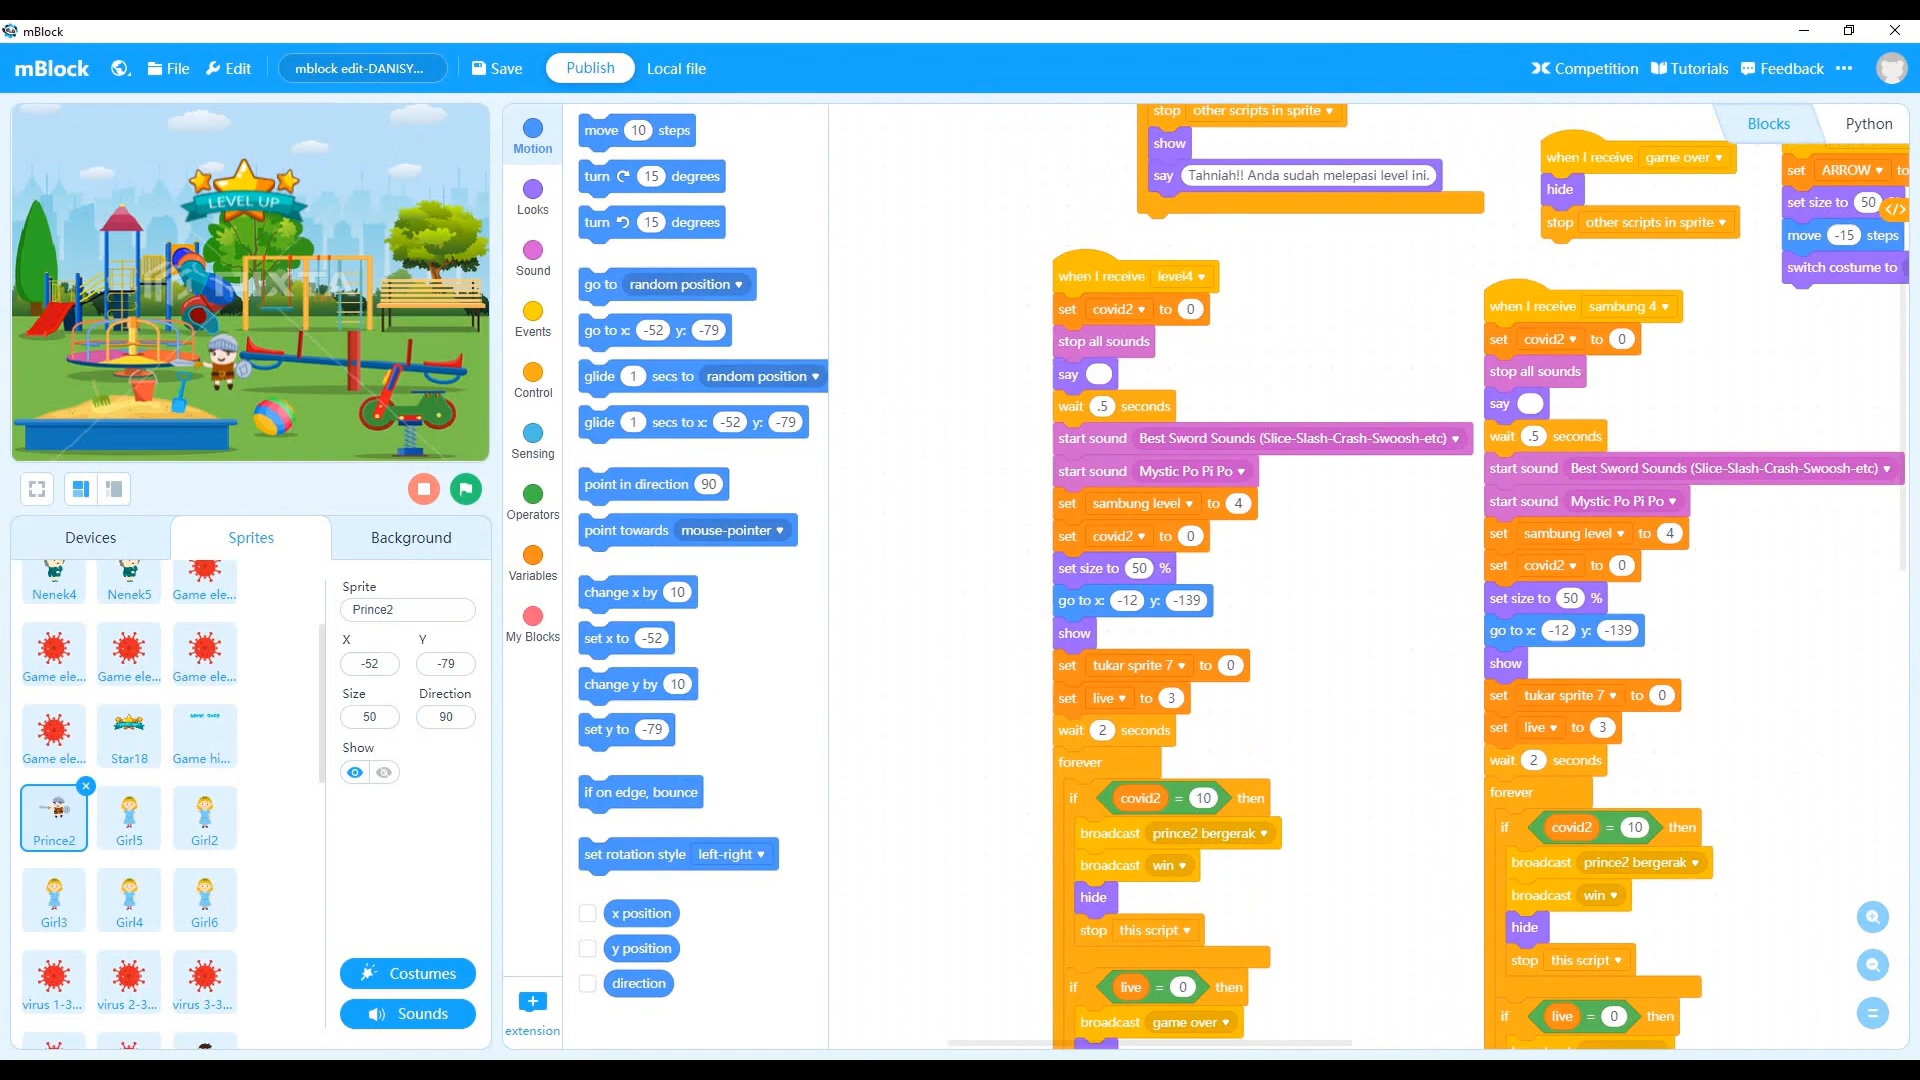 mBlock
mBlock
File
Edit
mblock edit-DANISY...
Save
Publish
Local file
Competition
Tutorials
Feedback
LEVEL UP
Devices
Sprites
Background
Nenek4
Nenek5
Game ele...
Game ele...
Game ele...
Game ele...
Game ele...
Star18
Game hi...
Prince2
Girl5
Girl2
Girl3
Girl4
Girl6
virus 1-3...
virus 2-3...
virus 3-3...
Sprite
Prince2
X
Y
-52
-79
Size
Direction
50
90
Show
Costumes
Sounds
Motion
Looks
Sound
Events
Control
Sensing
Operators
Variables
My Blocks
extension
move 10 steps
turn 15 degrees
turn 15 degrees
go to random position
go to x: -52 y: -79
glide 1 secs to random position
glide 1 secs to x: -52 y: -79
point in direction 90
point towards mouse-pointer
change x by 10
set x to -52
change y by 10
set y to -79
if on edge, bounce
set rotation style left-right
x position
y position
direction
stop other scripts in sprite
show
say Tahniah!! Anda sudah melepasi level ini.
when I receive level4
set covid2 to 0
stop all sounds
say
wait .5 seconds
start sound Best Sword Sounds (Slice-Slash-Crash-Swoosh-etc)
start sound Mystic Po Pi Po
set sambung level to 4
set covid2 to 0
set size to 50 %
go to x: -12 y: -139
show
set tukar sprite 7 to 0
set live to 3
wait 2 seconds
forever
if covid2 = 10 then
broadcast prince2 bergerak
broadcast win
hide
stop this script
if live = 0 then
broadcast game over
Blocks
Python
when I receive game over
hide
stop other scripts in sprite
set ARROW to
set size to 50
move -15 steps
switch costume to
when I receive sambung 4
set covid2 to 0
stop all sounds
say
wait .5 seconds
start sound Best Sword Sounds (Slice-Slash-Crash-Swoosh-etc)
start sound Mystic Po Pi Po
set sambung level to 4
set covid2 to 0
set size to 50 %
go to x: -12 y: -139
show
set tukar sprite 7 to 0
set live to 3
wait 2 seconds
forever
if covid2 = 10 then
broadcast prince2 bergerak
broadcast win
hide
stop this script
if live = 0 then